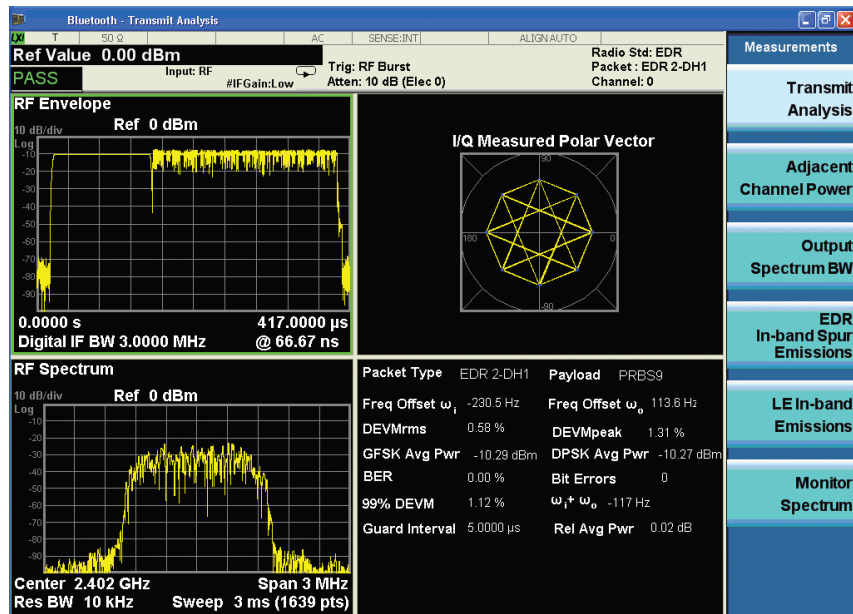 Bluetooth - Transmit Analysis
LXI T 50 Ω AC SENSE:INT ALIGN AUTO
Ref Value 0.00 dBm
PASS
Input: RF
#IFGain:Low
Trig: RF Burst
Atten: 10 dB (Elec 0)
Radio Std: EDR
Packet : EDR 2-DH1
Channel: 0
Measurements
Transmit
Analysis
Adjacent
Channel Power
Output
Spectrum BW
EDR
In-band Spur
Emissions
LE In-band
Emissions
Monitor
Spectrum
RF Envelope
10 dB/div Ref 0 dBm
Log
-10
-20
-30
-40
-50
-60
-70
-80
-90
0.0000 s 417.0000 µs
Digital IF BW 3.0000 MHz @ 66.67 ns
I/Q Measured Polar Vector
90
180 0
-90
RF Spectrum
10 dB/div Ref 0 dBm
Log
-10
-20
-30
-40
-50
-60
-70
-80
-90
Center 2.402 GHz Span 3 MHz
Res BW 10 kHz Sweep 3 ms (1639 pts)
Packet Type EDR 2-DH1 Payload PRBS9
Freq Offset ωi -230.5 Hz Freq Offset ωo 113.6 Hz
DEVMrms 0.58 % DEVMpeak 1.31 %
GFSK Avg Pwr -10.29 dBm DPSK Avg Pwr -10.27 dBm
BER 0.00 % Bit Errors 0
99% DEVM 1.12 % ωi+ ωo -117 Hz
Guard Interval 5.0000 µs Rel Avg Pwr 0.02 dB